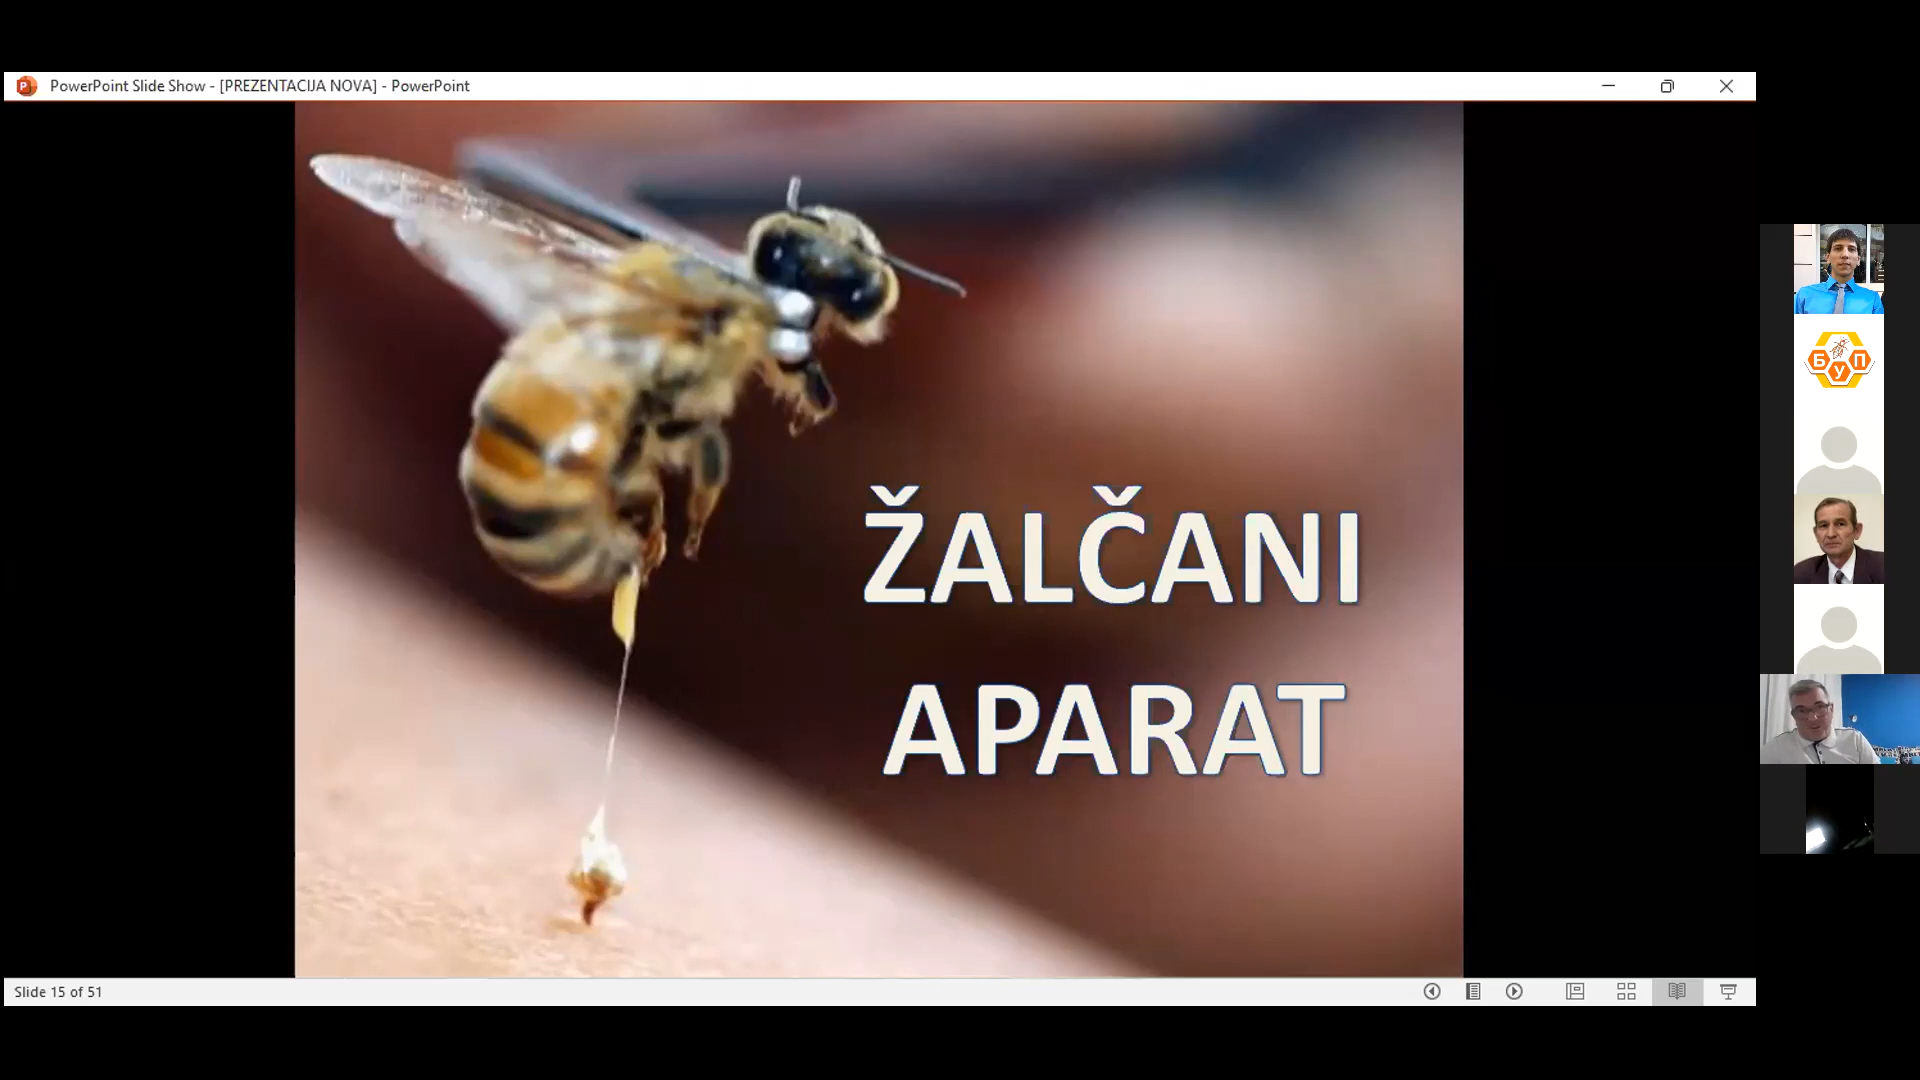 PowerPoint Slide Show - [PREZENTACIJA NOVA] - PowerPoint
ŽALČANI
APARAT
Б У П
Slide 15 of 51